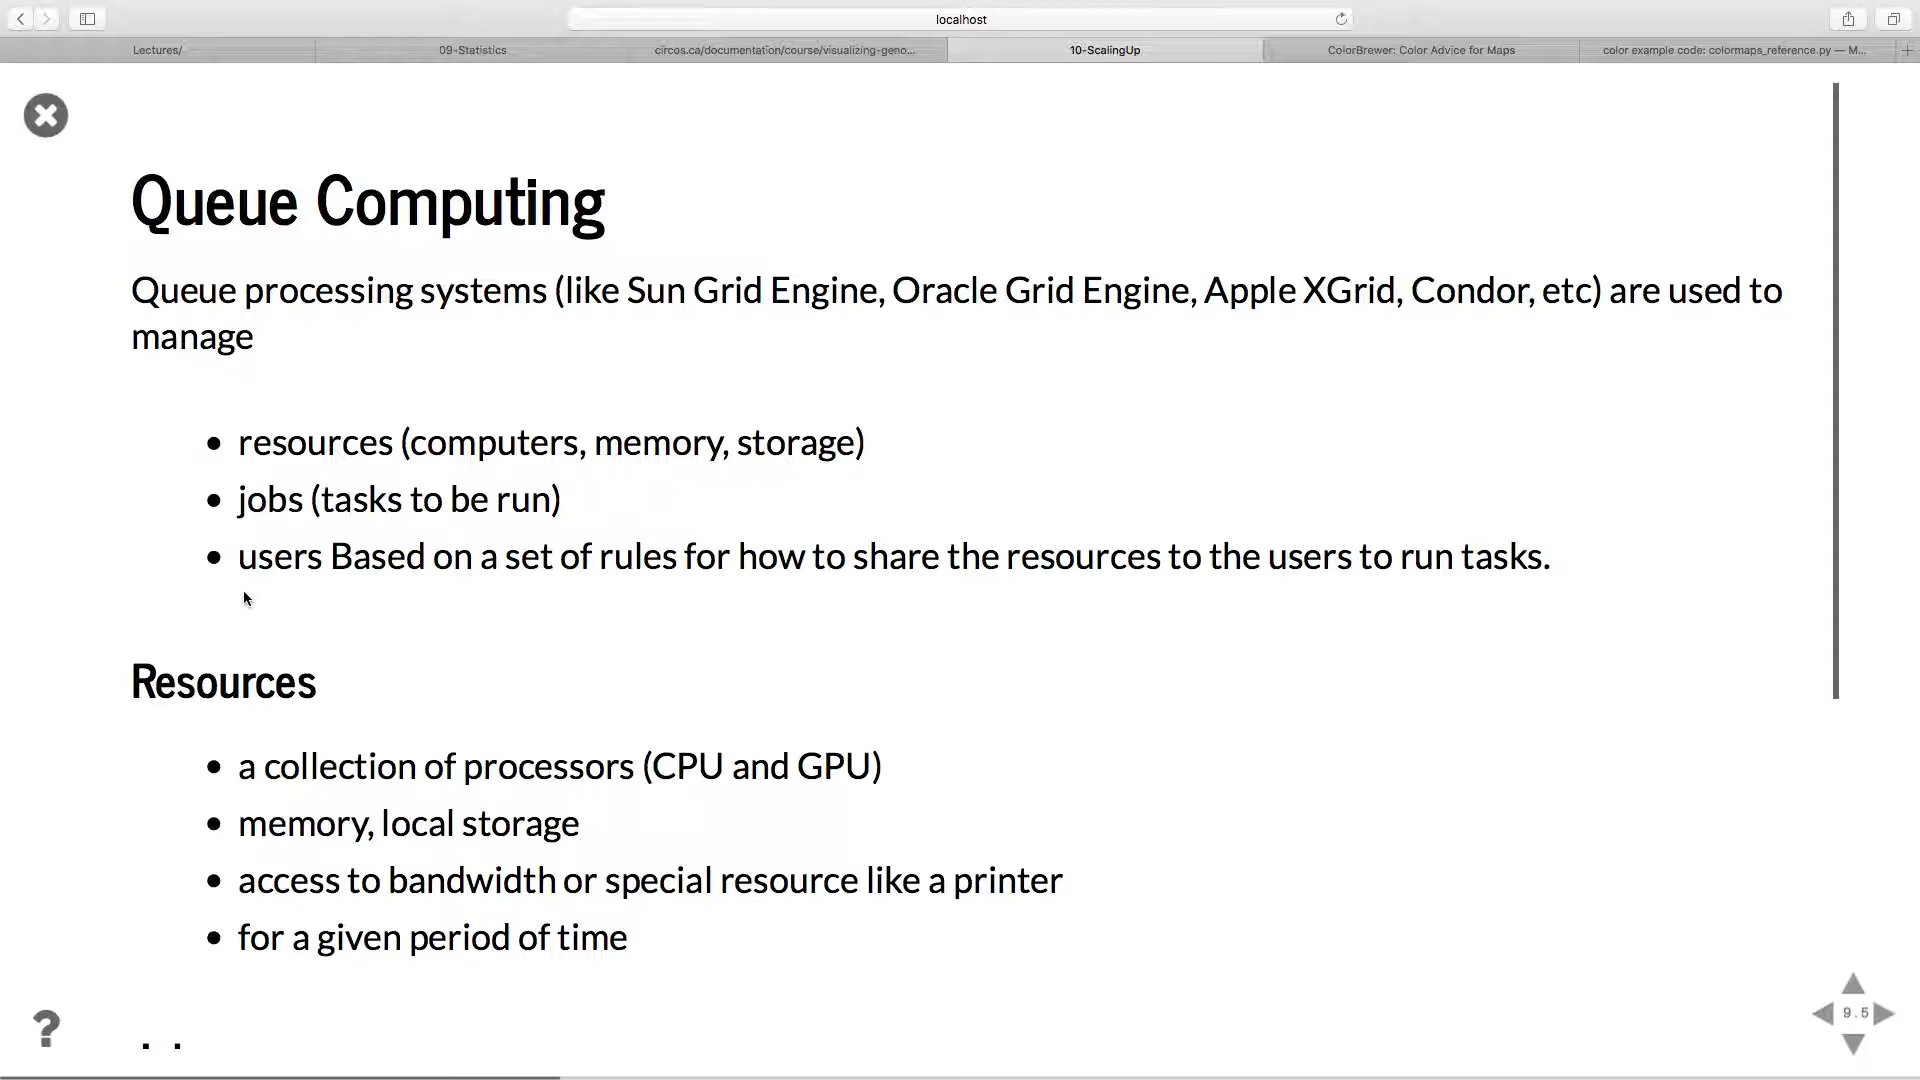 localhost
Lectures/
09-Statistics
circos.ca/documentation/course/visualizing-geno...
10-ScalingUp
ColorBrewer: Color Advice for Maps
color example code: colormaps_reference.py — M...
Queue Computing
Queue processing systems (like Sun Grid Engine, Oracle Grid Engine, Apple XGrid, Condor, etc) are used to
manage
• resources (computers, memory, storage)
• jobs (tasks to be run)
• users Based on a set of rules for how to share the resources to the users to run tasks.
Resources
• a collection of processors (CPU and GPU)
• memory, local storage
• access to bandwidth or special resource like a printer
• for a given period of time
?
9.5